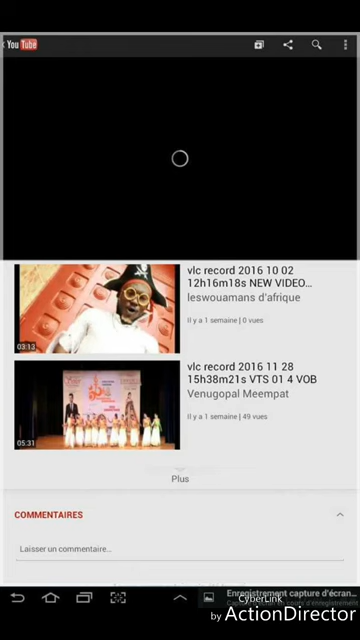 YouTube
vlc record 2016 10 02
12h16m18s NEW VIDEO...
leswouamans d'afrique
Il y a 1 semaine | 0 vues
03:13
vlc record 2016 11 28
15h38m21s VTS 01 4 VOB
Venugopal Meempat
Il y a 1 semaine | 49 vues
05:31
Plus
COMMENTAIRES
Laisser un commentaire...
Enregistrement capture d'écran...
CyberLink
by ActionDirector